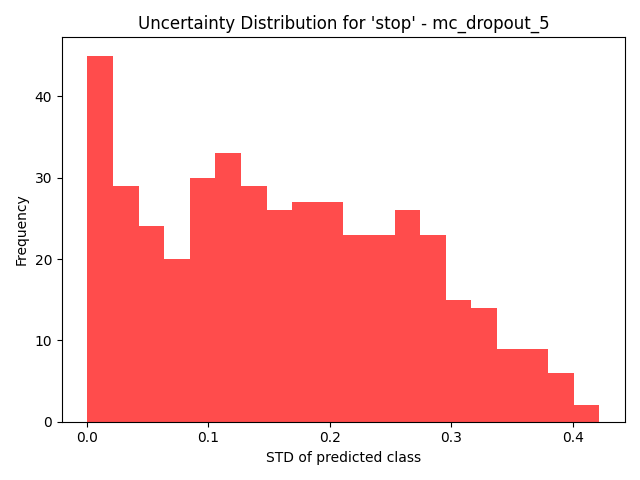 Uncertainty Distribution for 'stop' - mc_dropout_5
Frequency
40
30
20
10
0
0.0 0.1 0.2 0.3 0.4
STD of predicted class